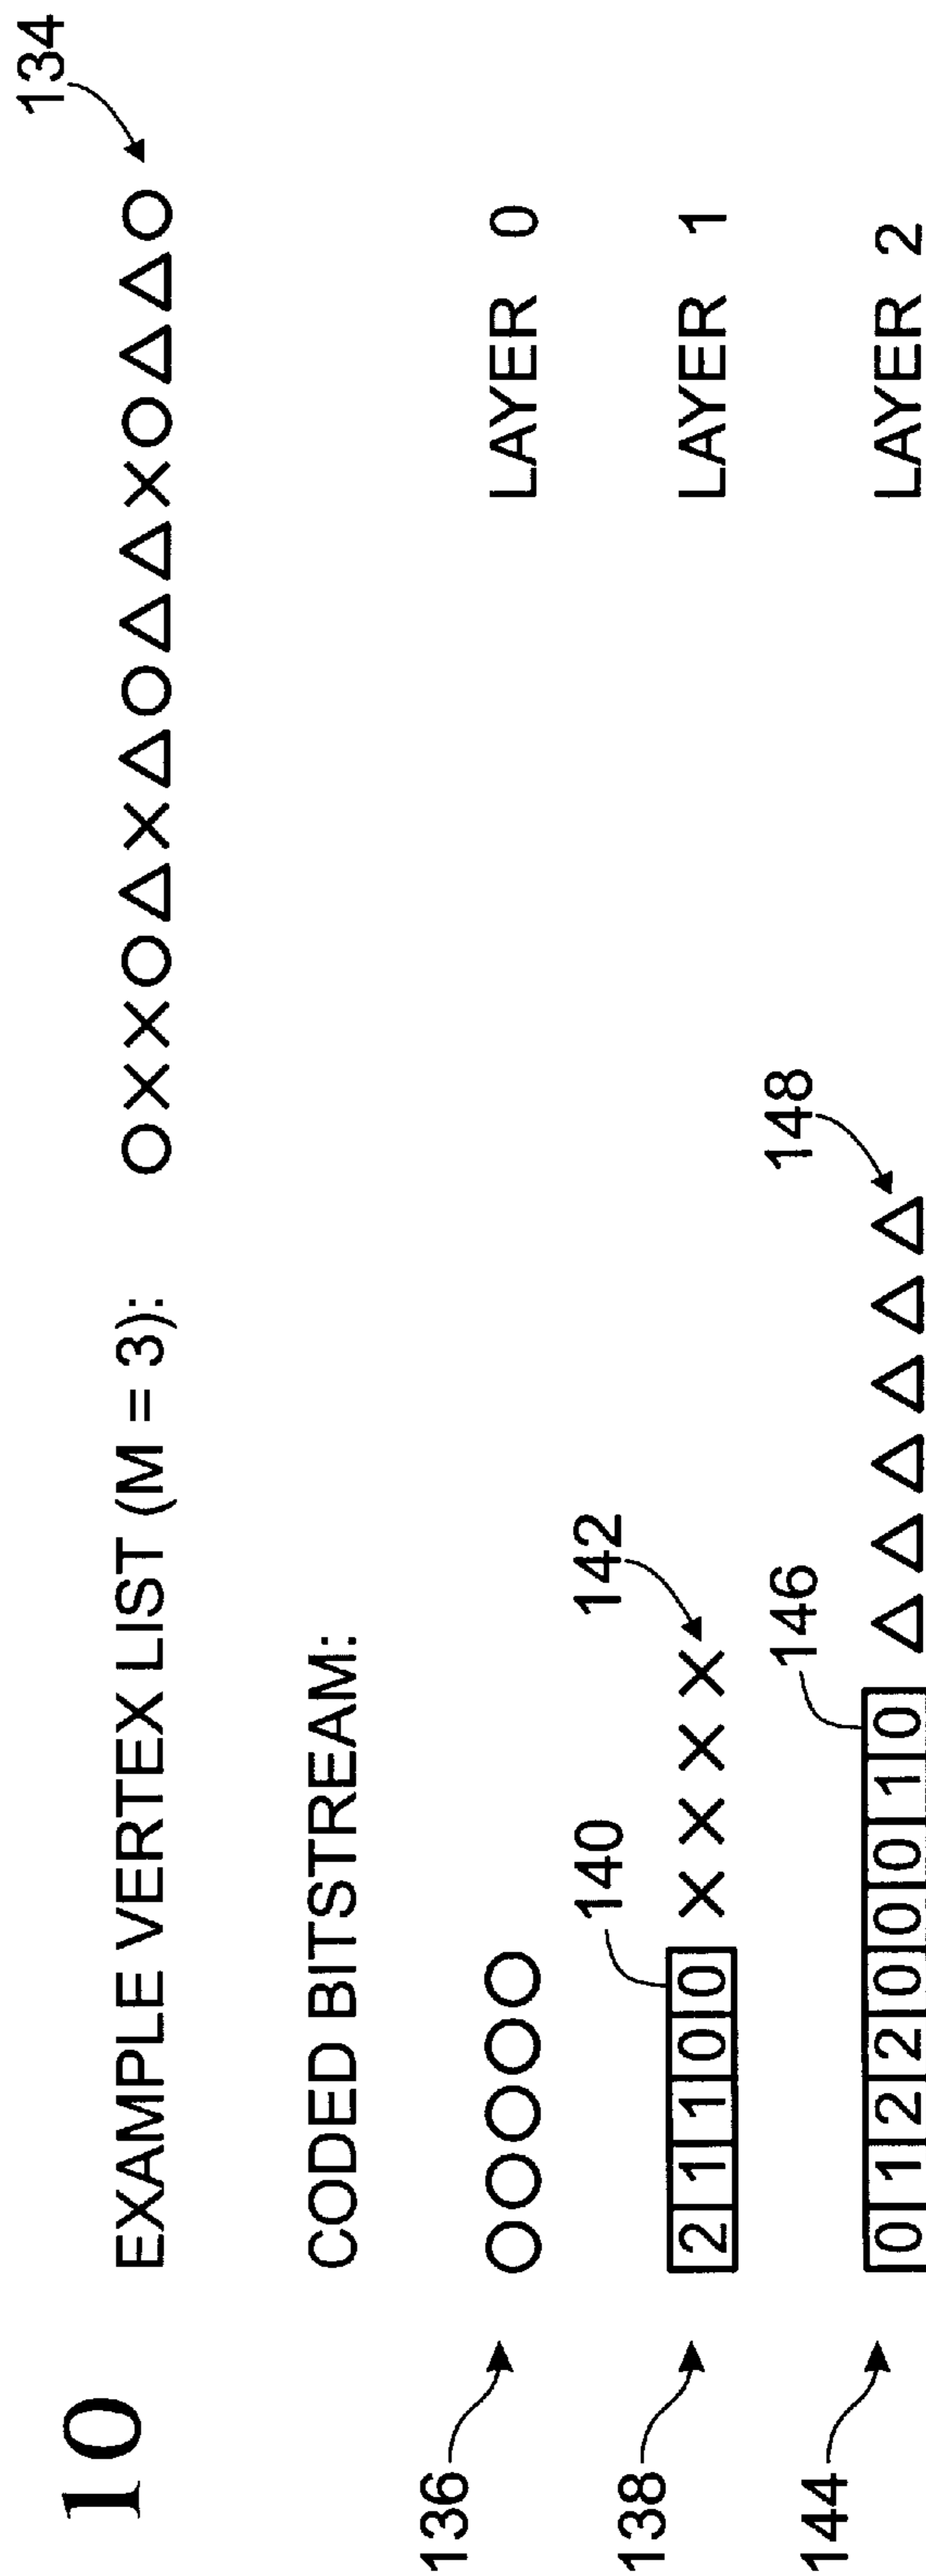 134
10 EXAMPLE VERTEX LIST (M = 3):
CODED BITSTREAM:
136 LAYER 0
140 142
138 2 1 1 0 0 X X X X LAYER 1
146 148
144 0 1 2 2 0 0 0 1 0 LAYER 2